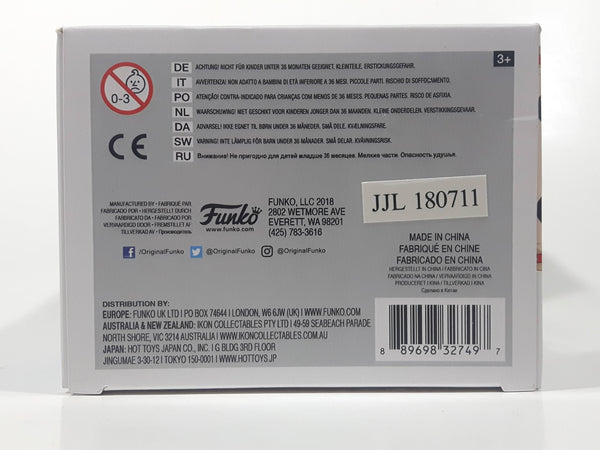 3+
0-3
DE ACHTUNG! NICHT FÜR KINDER UNTER 36 MONATEN GEEIGNET. KLEINTEILE. ERSTICKUNGSGEFAHR.
IT AVVERTENZA! NON ADATTO A BAMBINI DI ETÀ INFERIORE A 36 MESI. PICCOLE PARTI. RISCHIO DI SOFFOCAMENTO.
PO ATENÇÃO! CONTRA-INDICADO PARA CRIANÇAS COM MENOS DE 36 MESES. PEQUENAS PARTES. RISCO DE ASFIXIA.
NL WAARSCHUWING! NIET GESCHIKT VOOR KINDEREN JONGER DAN 36 MAANDEN. KLEINE ONDERDELEN. VERSTIKKINGSGEVAAR.
DA ADVARSEL! IKKE EGNET TIL BØRN UNDER 36 MÅNEDER. SMÅ DELE. KVÆLNINGSFARE.
SW VARNING! INTE LÄMPLIG FÖR BARN UNDER 36 MÅNADER. SMÅ DELAR. KVÄVNINGSRISK.
RU Внимание! Не пригодно для детей младше 36 месяцев. Мелкие части. Опасность удушья.
CE
MANUFACTURED BY • FABRIQUÉ PAR
FABRICADO POR • HERGESTELLT DURCH
FABBRICATO DA • FABRICADO POR
VERVAARDIGD DOOR • FREMSTILLET AF
TILLVERKAD AV • Производитель
Funko
www.funko.com
FUNKO, LLC 2018
2802 WETMORE AVE
EVERETT, WA 98201
(425) 783-3616
JJL 180711
f /OriginalFunko @OriginalFunko @OriginalFunko
MADE IN CHINA
FABRIQUÉ EN CHINE
FABRICADO EN CHINA
HERGESTELLT IN CHINA / FABBRICATO IN CINA
FABRICADO NA CHINA / VERVAARDIGD IN CHINA
PRODUCERET I KINA / TILLVERKAD I KINA
Сделано в Китае
DISTRIBUTION BY:
EUROPE: FUNKO UK LTD | PO BOX 74644 | LONDON, W6 6JW (UK) | WWW.FUNKO.COM
AUSTRALIA & NEW ZEALAND: IKON COLLECTABLES PTY LTD | 49-59 SEABEACH PARADE
NORTH SHORE, VIC 3214 AUSTRALIA | WWW.IKONCOLLECTABLES.COM.AU
JAPAN: HOT TOYS JAPAN CO., INC. | G BLDG 3RD FLOOR
JINGUMAE 3-30-12 | TOKYO 150-0001 | WWW.HOTTOYS.JP
8 89698 32749 7